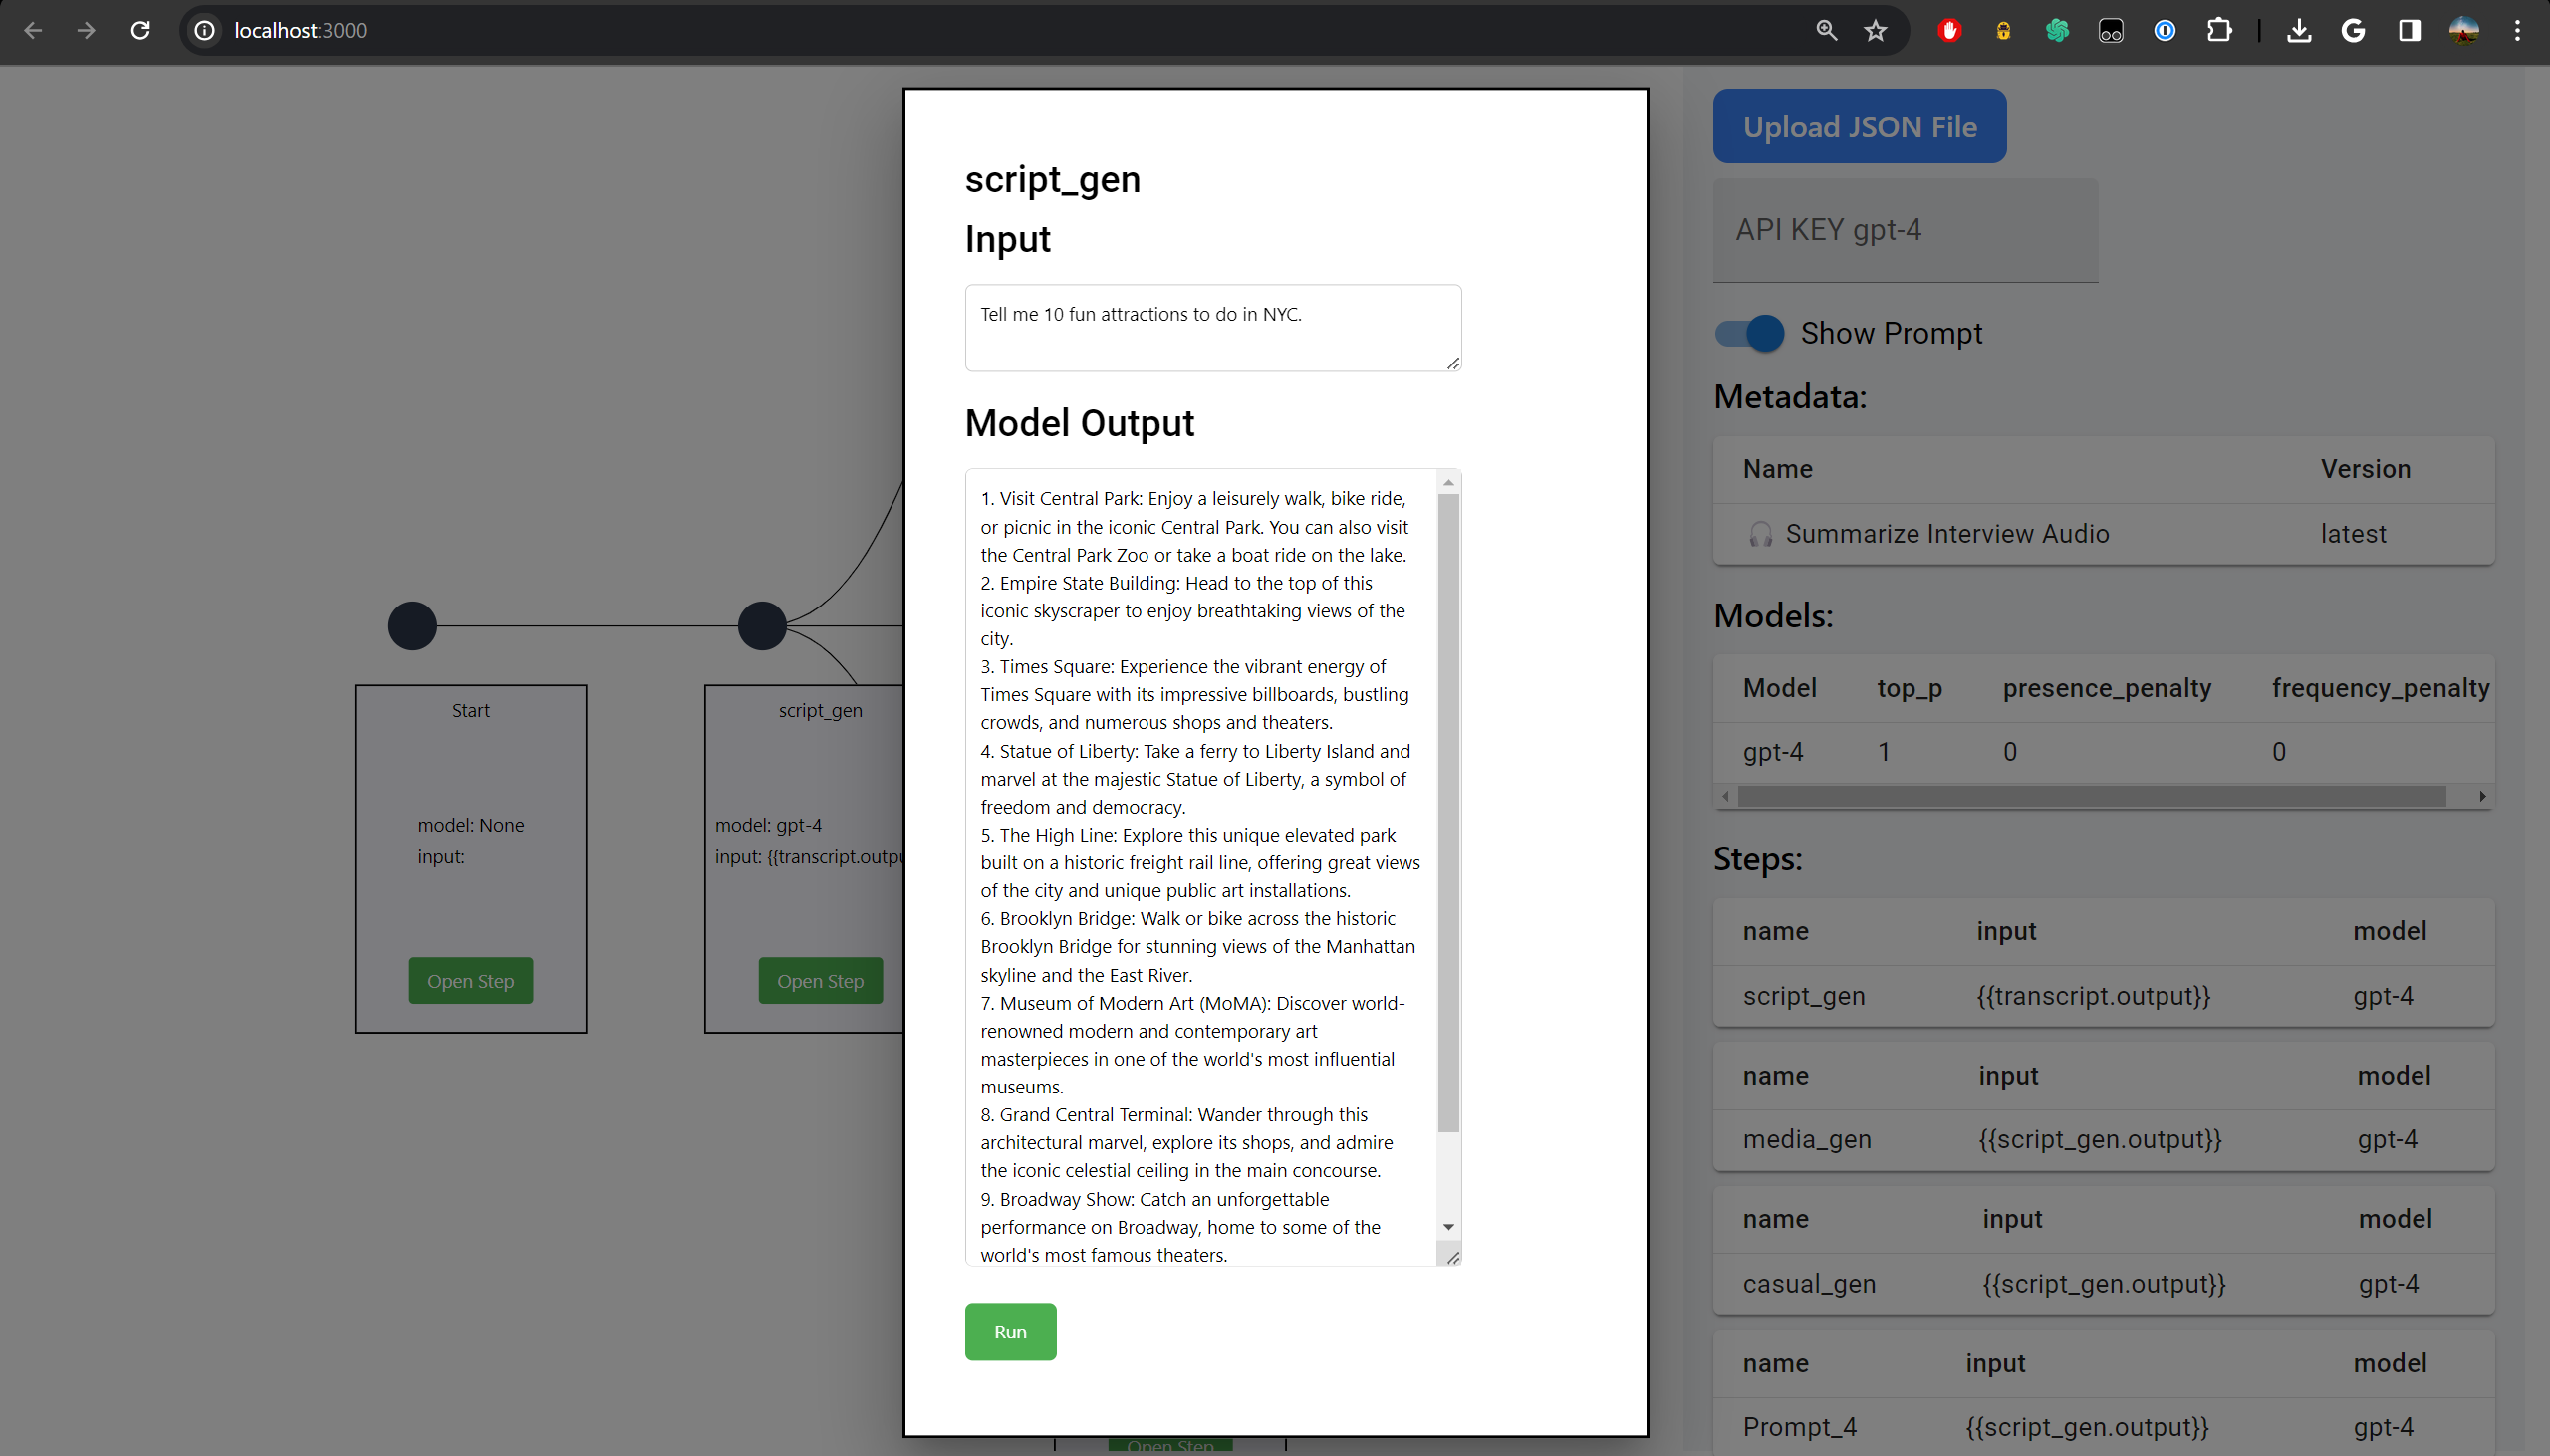 localhost:3000
script_gen
Input
Tell me 10 fun attractions to do in NYC.
Model Output
1. Visit Central Park: Enjoy a leisurely walk, bike ride,
or picnic in the iconic Central Park. You can also visit
the Central Park Zoo or take a boat ride on the lake.
2. Empire State Building: Head to the top of this
iconic skyscraper to enjoy breathtaking views of the
city.
3. Times Square: Experience the vibrant energy of
Times Square with its impressive billboards, bustling
crowds, and numerous shops and theaters.
4. Statue of Liberty: Take a ferry to Liberty Island and
marvel at the majestic Statue of Liberty, a symbol of
freedom and democracy.
5. The High Line: Explore this unique elevated park
built on a historic freight rail line, offering great views
of the city and unique public art installations.
6. Brooklyn Bridge: Walk or bike across the historic
Brooklyn Bridge for stunning views of the Manhattan
skyline and the East River.
7. Museum of Modern Art (MoMA): Discover world-
renowned modern and contemporary art
masterpieces in one of the world's most influential
museums.
8. Grand Central Terminal: Wander through this
architectural marvel, explore its shops, and admire
the iconic celestial ceiling in the main concourse.
9. Broadway Show: Catch an unforgettable
performance on Broadway, home to some of the
world's most famous theaters.
Run
Start
model: None
input:
Open Step
script_gen
model: gpt-4
input: {{transcript.outpu
Open Step
Open Step
Upload JSON File
API KEY gpt-4
Show Prompt
Metadata:
Name Version
🎧 Summarize Interview Audio latest
Models:
Model top_p presence_penalty frequency_penalty
gpt-4 1 0 0
Steps:
name input model
script_gen {{transcript.output}} gpt-4
name input model
media_gen {{script_gen.output}} gpt-4
name input model
casual_gen {{script_gen.output}} gpt-4
name input model
Prompt_4 {{script_gen.output}} gpt-4